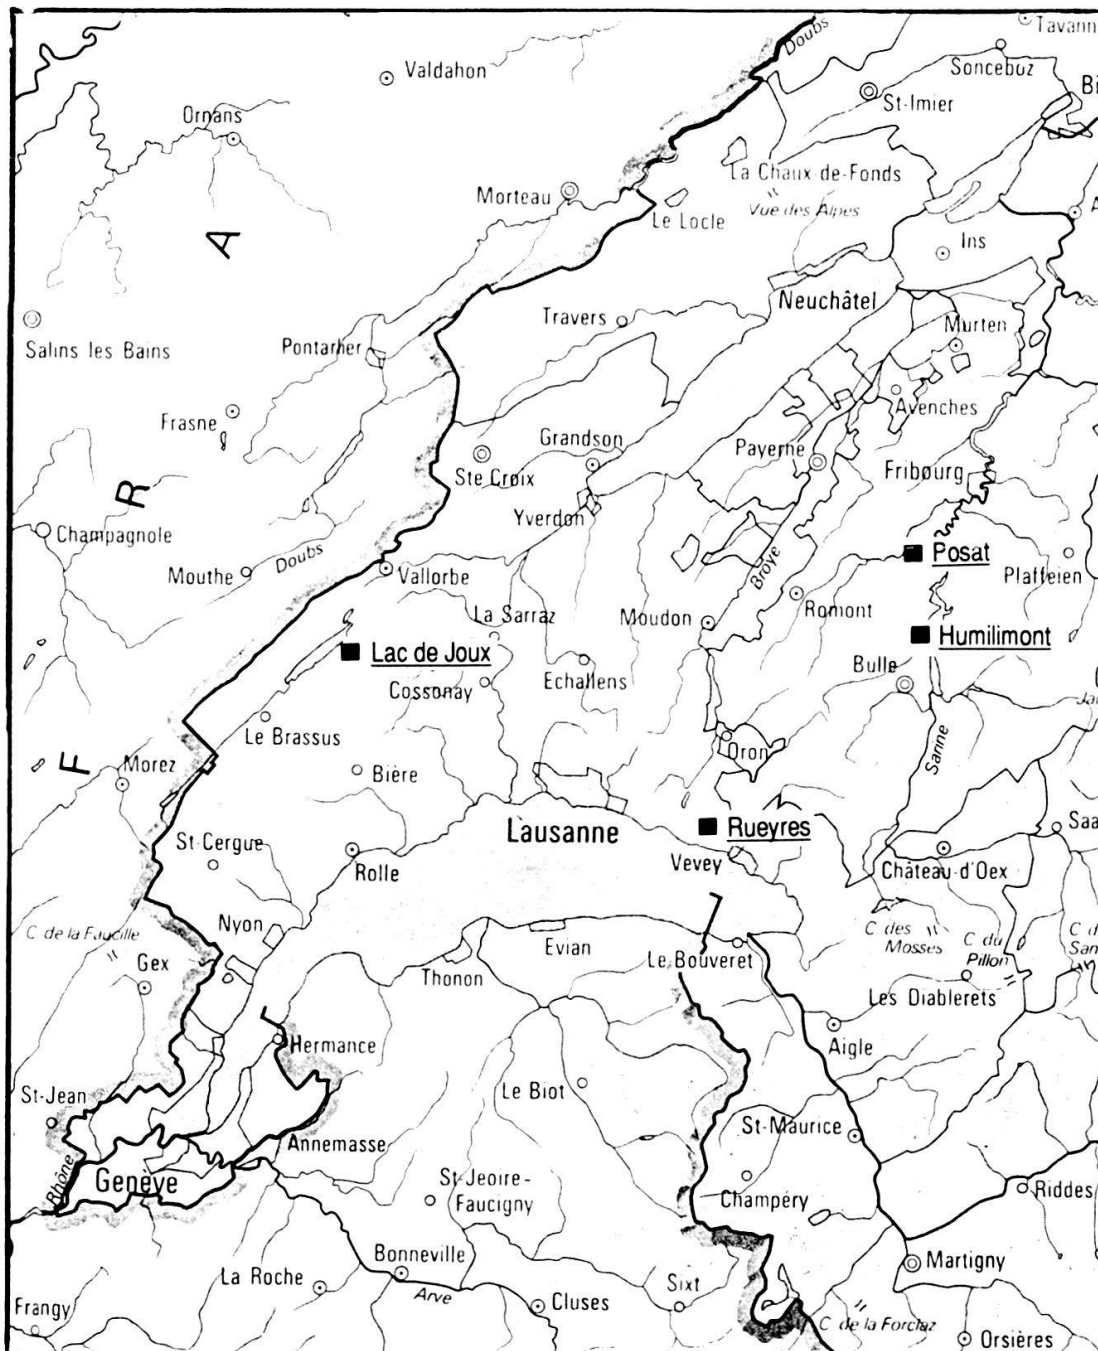 Doubs
Tavann
Sonceboz
Valdahon
St-Imier
Bi
Ornans
La Chaux-de-Fonds
Morteau
Vue des Alpes
Le Locle
A
Ins
A
Neuchâtel
Travers
Murten
Salins les Bains
Pontarlier
Avenches
Frasne
Grandson
Payerne
Ste Croix
Fribourg
R
Yverdon
Champagnole
Doubs
Posat
Mouthe
Vallorbe
Broye
Plaffeien
La Sarraz
Moudon
Romont
Humilimont
Lac de Joux
Bulle
Cossonay
Echallens
Jau
Le Brassus
Oron
Sarine
F
Morez
Bière
Lausanne
Rueyres
Saa
St-Cergue
Rolle
Vevey
Château-d'Oex
Nyon
C. de la Faucille
Evian
C. des
Mosses
C. du
Pillon
C. d
San
Gex
Thonon
Le Bouveret
Les Diablerets
Hermance
Aigle
St-Jean
Le Biot
Annemasse
St-Maurice
Rhône
Genève
St-Jeoire-
Faucigny
Champéry
Riddes
Bonneville
Martigny
La Roche
Arve
Sixt
Frangy
Cluses
C. de la Forclaz
Orsières